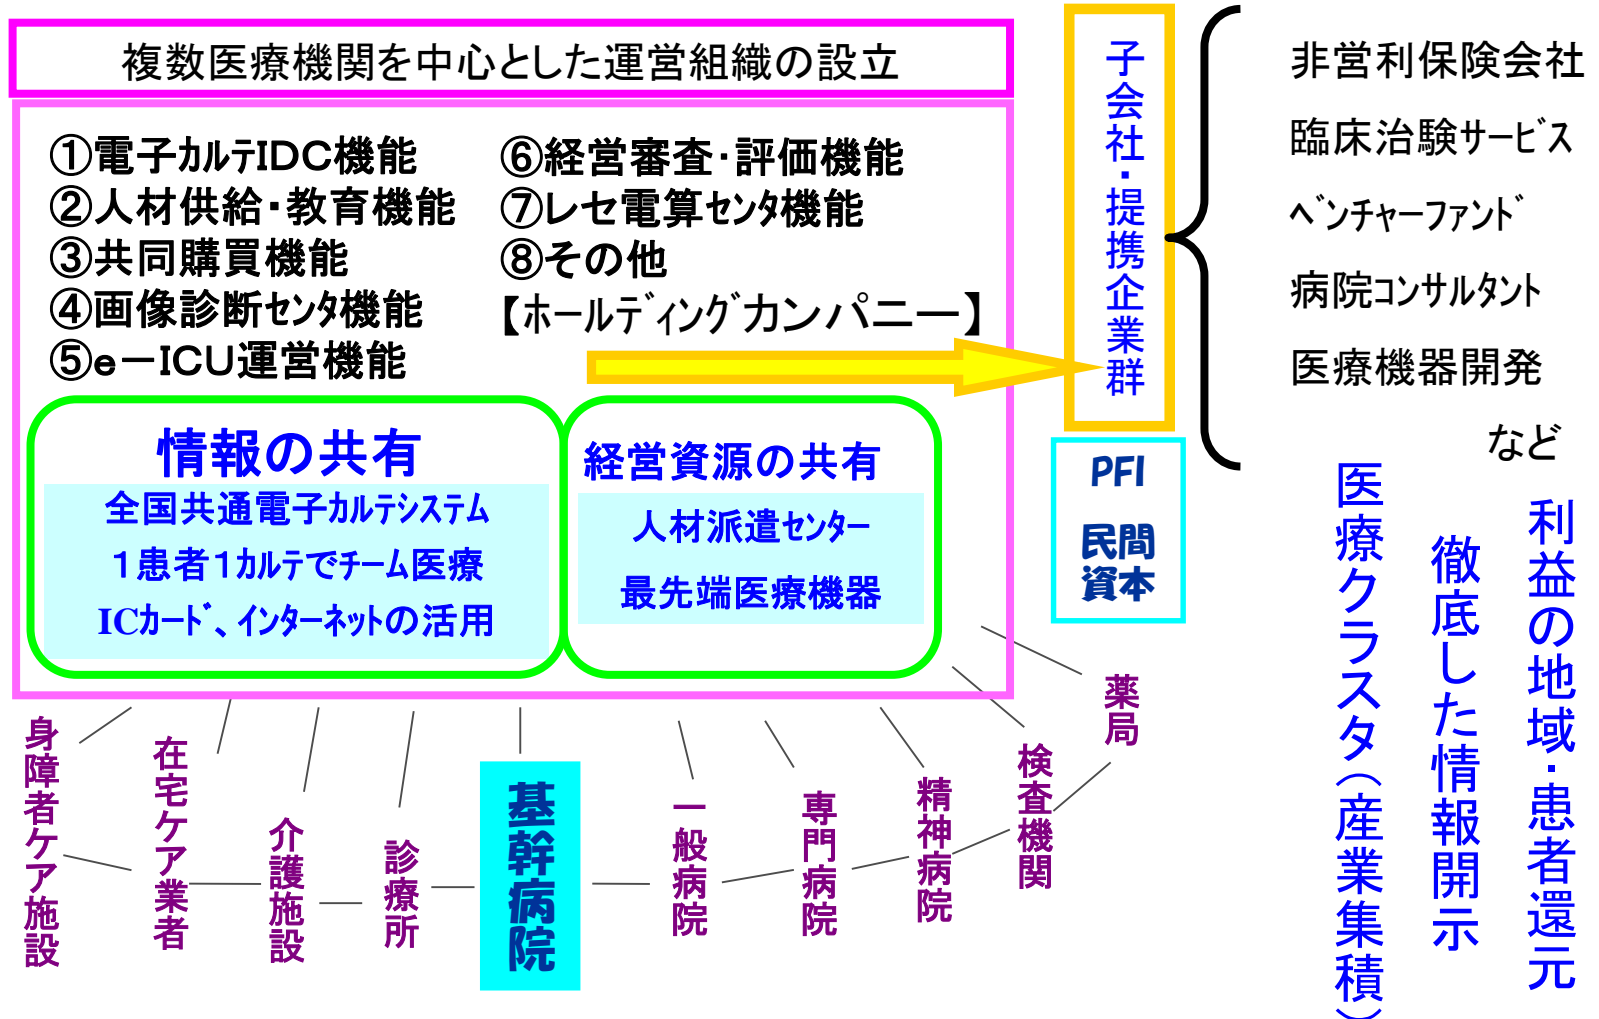 複数医療機関を中心とした運営組織の設立
①電子カルテIDC機能
②人材供給・教育機能
③共同購買機能
④画像診断センタ機能
⑤e－ICU運営機能
⑥経営審査・評価機能
⑦レセ電算センタ機能
⑧その他
【ホールディングカンパニー】
情報の共有
全国共通電子カルテシステム
１患者１カルテでチーム医療
ICカード、インターネットの活用
経営資源の共有
人材派遣センター
最先端医療機器
子会社・提携企業群
PFI
民間
資本
非営利保険会社
臨床治験サービス
ベンチャーファンド
病院コンサルタント
医療機器開発
など
利益の地域・患者還元
徹底した情報開示
医療クラスタ（産業集積）
身障者ケア施設
在宅ケア業者
介護施設
診療所
基幹病院
一般病院
専門病院
精神病院
検査機関
薬局